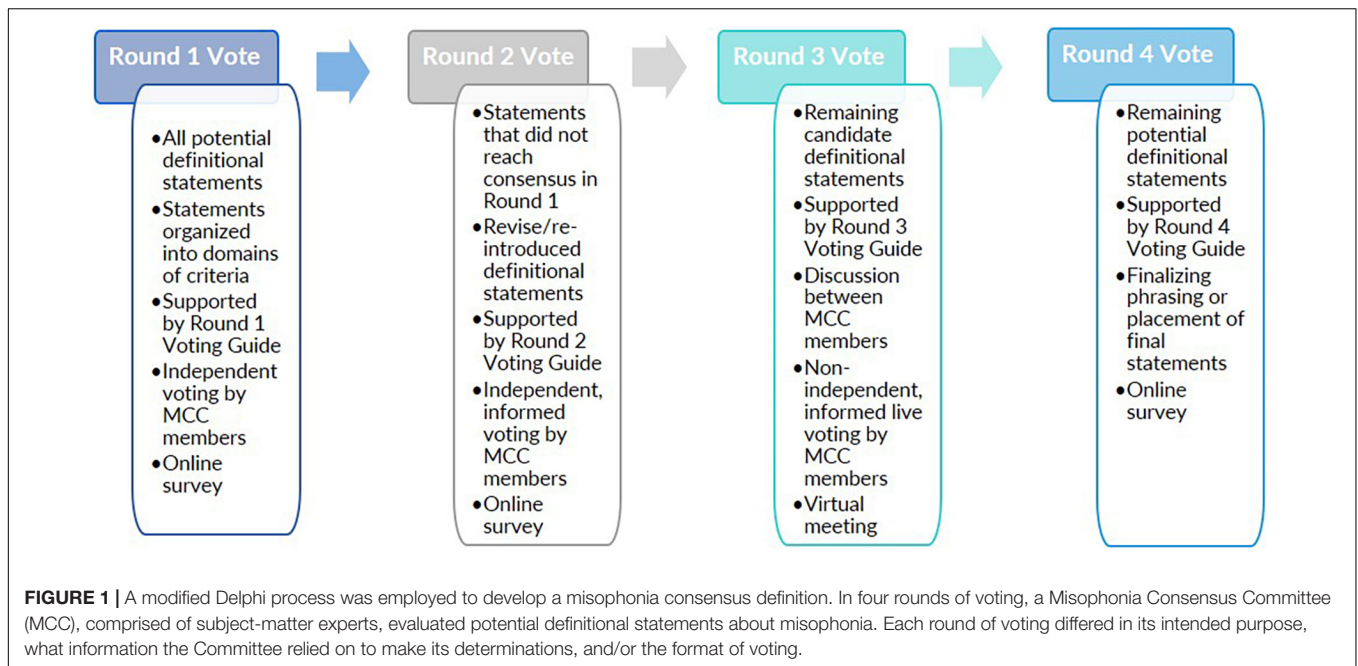 Round 1 Vote
•All potential
definitional
statements
•Statements
organized
into domains
of criteria
•Supported
by Round 1
Voting Guide
•Independent
voting by
MCC
members
•Online
survey
Round 2 Vote
•Statements
that did not
reach
consensus in
Round 1
•Revise/re-
introduced
definitional
statements
•Supported
by Round 2
Voting Guide
•Independent,
informed
voting by
MCC
members
•Online
survey
Round 3 Vote
•Remaining
candidate
definitional
statements
•Supported
by Round 3
Voting Guide
•Discussion
between
MCC
members
•Non-
independent,
informed live
voting by
MCC
members
•Virtual
meeting
Round 4 Vote
•Remaining
potential
definitional
statements
•Supported
by Round 4
Voting Guide
•Finalizing
phrasing or
placement of
final
statements
•Online
survey
FIGURE 1 | A modified Delphi process was employed to develop a misophonia consensus definition. In four rounds of voting, a Misophonia Consensus Committee
(MCC), comprised of subject-matter experts, evaluated potential definitional statements about misophonia. Each round of voting differed in its intended purpose,
what information the Committee relied on to make its determinations, and/or the format of voting.